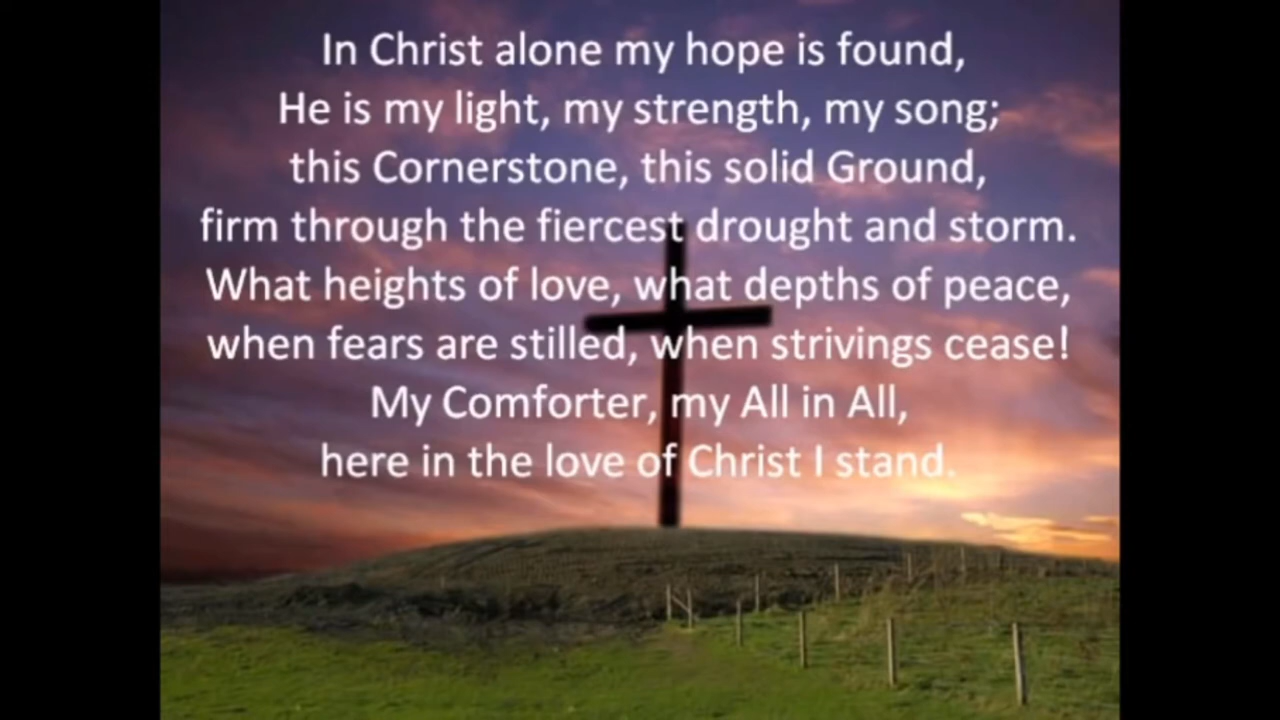 In Christ alone my hope is found,
He is my light, my strength, my song;
this Cornerstone, this solid Ground,
firm through the fiercest drought and storm.
What heights of love, what depths of peace,
when fears are stilled, when strivings cease!
My Comforter, my All in All,
here in the love of Christ I stand.